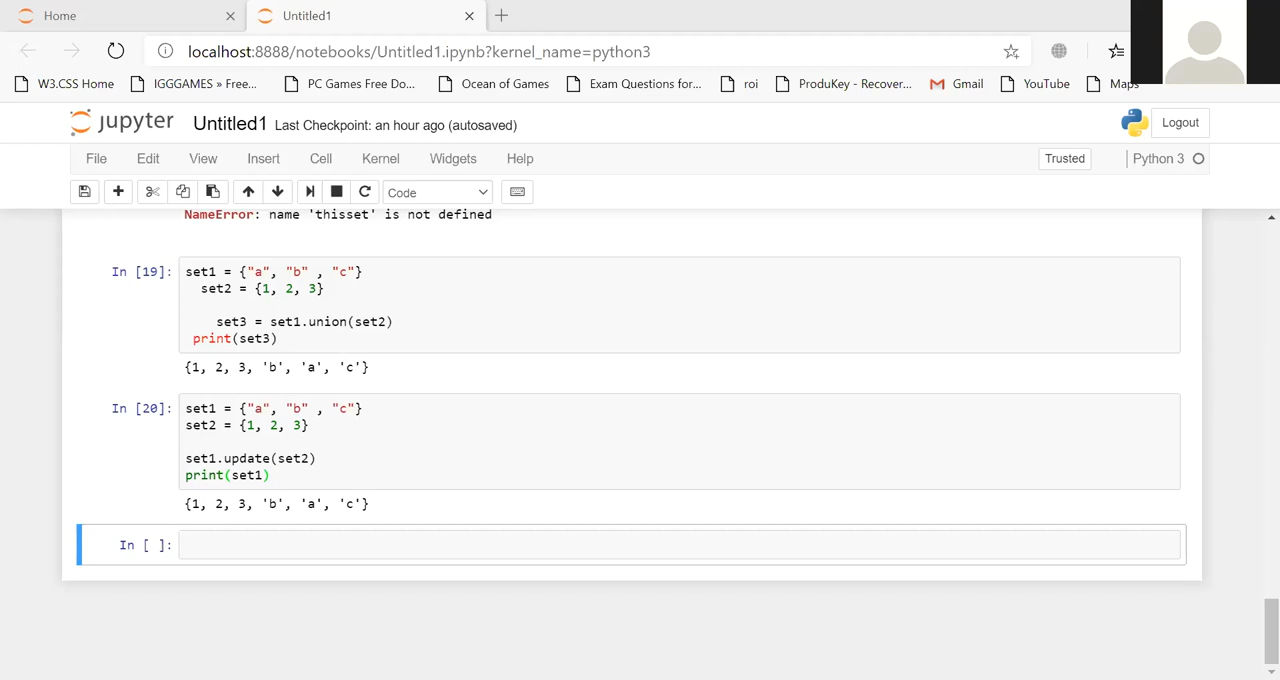 Home
Untitled1
localhost:8888/notebooks/Untitled1.ipynb?kernel_name=python3
W3.CSS Home IGGGAMES » Free... PC Games Free Do... Ocean of Games Exam Questions for... roi ProduKey - Recover... Gmail YouTube Maps
jupyter Untitled1 Last Checkpoint: an hour ago (autosaved) Logout
File Edit View Insert Cell Kernel Widgets Help Trusted Python 3
Code
NameError: name 'thisset' is not defined
In [19]: set1 = {"a", "b" , "c"}
set2 = {1, 2, 3}
set3 = set1.union(set2)
print(set3)
{1, 2, 3, 'b', 'a', 'c'}
In [20]: set1 = {"a", "b" , "c"}
set2 = {1, 2, 3}
set1.update(set2)
print(set1)
{1, 2, 3, 'b', 'a', 'c'}
In [ ]: